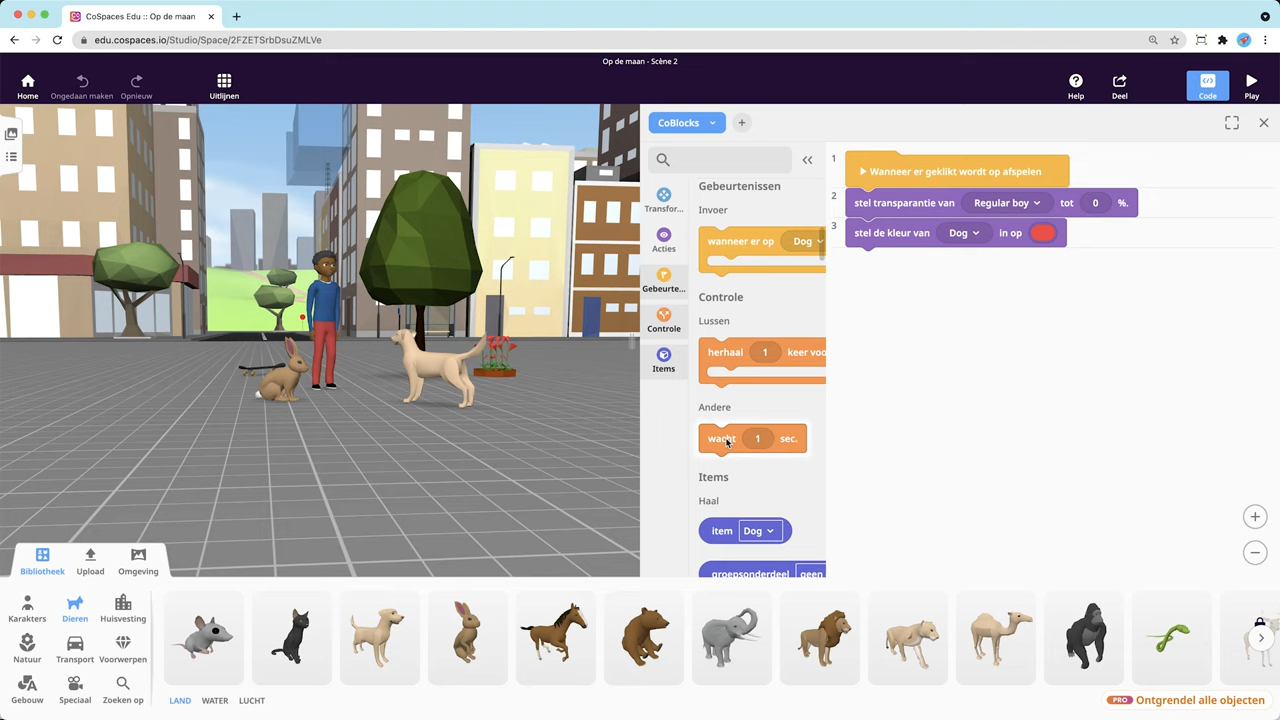 CoSpaces Edu :: Op de maan
edu.cospaces.io/Studio/Space/2FZETSrbDsuZMLVe
Op de maan - Scène 2
Home
Ongedaan maken
Opnieuw
Uitlijnen
Help
Deel
Code
Play
CoBlocks
Transfor...
Acties
Gebeurte...
Controle
Items
Gebeurtenissen
Invoer
wanneer er op Dog
Controle
Lussen
herhaal 1 keer voo
Andere
wacht 1 sec.
Items
Haal
item Dog
groepsonderdeel geen
1 Wanneer er geklikt wordt op afspelen
2 stel transparantie van Regular boy tot 0 %.
3 stel de kleur van Dog in op
Bibliotheek
Upload
Omgeving
Karakters
Dieren
Huisvesting
Natuur
Transport
Voorwerpen
Gebouw
Speciaal
Zoeken op
LAND WATER LUCHT
PRO Ontgrendel alle objecten